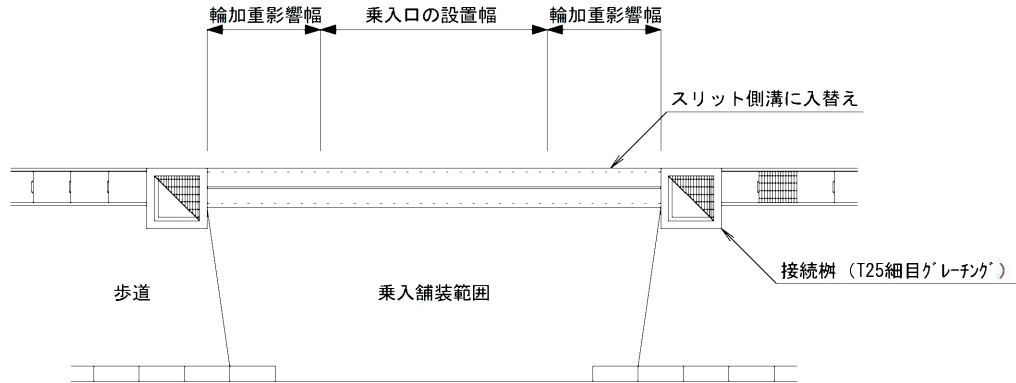 輪加重影響幅
乗入口の設置幅
輪加重影響幅
スリット側溝に入替え
接続桝（T25細目グレーチング）
歩道
乗入舗装範囲